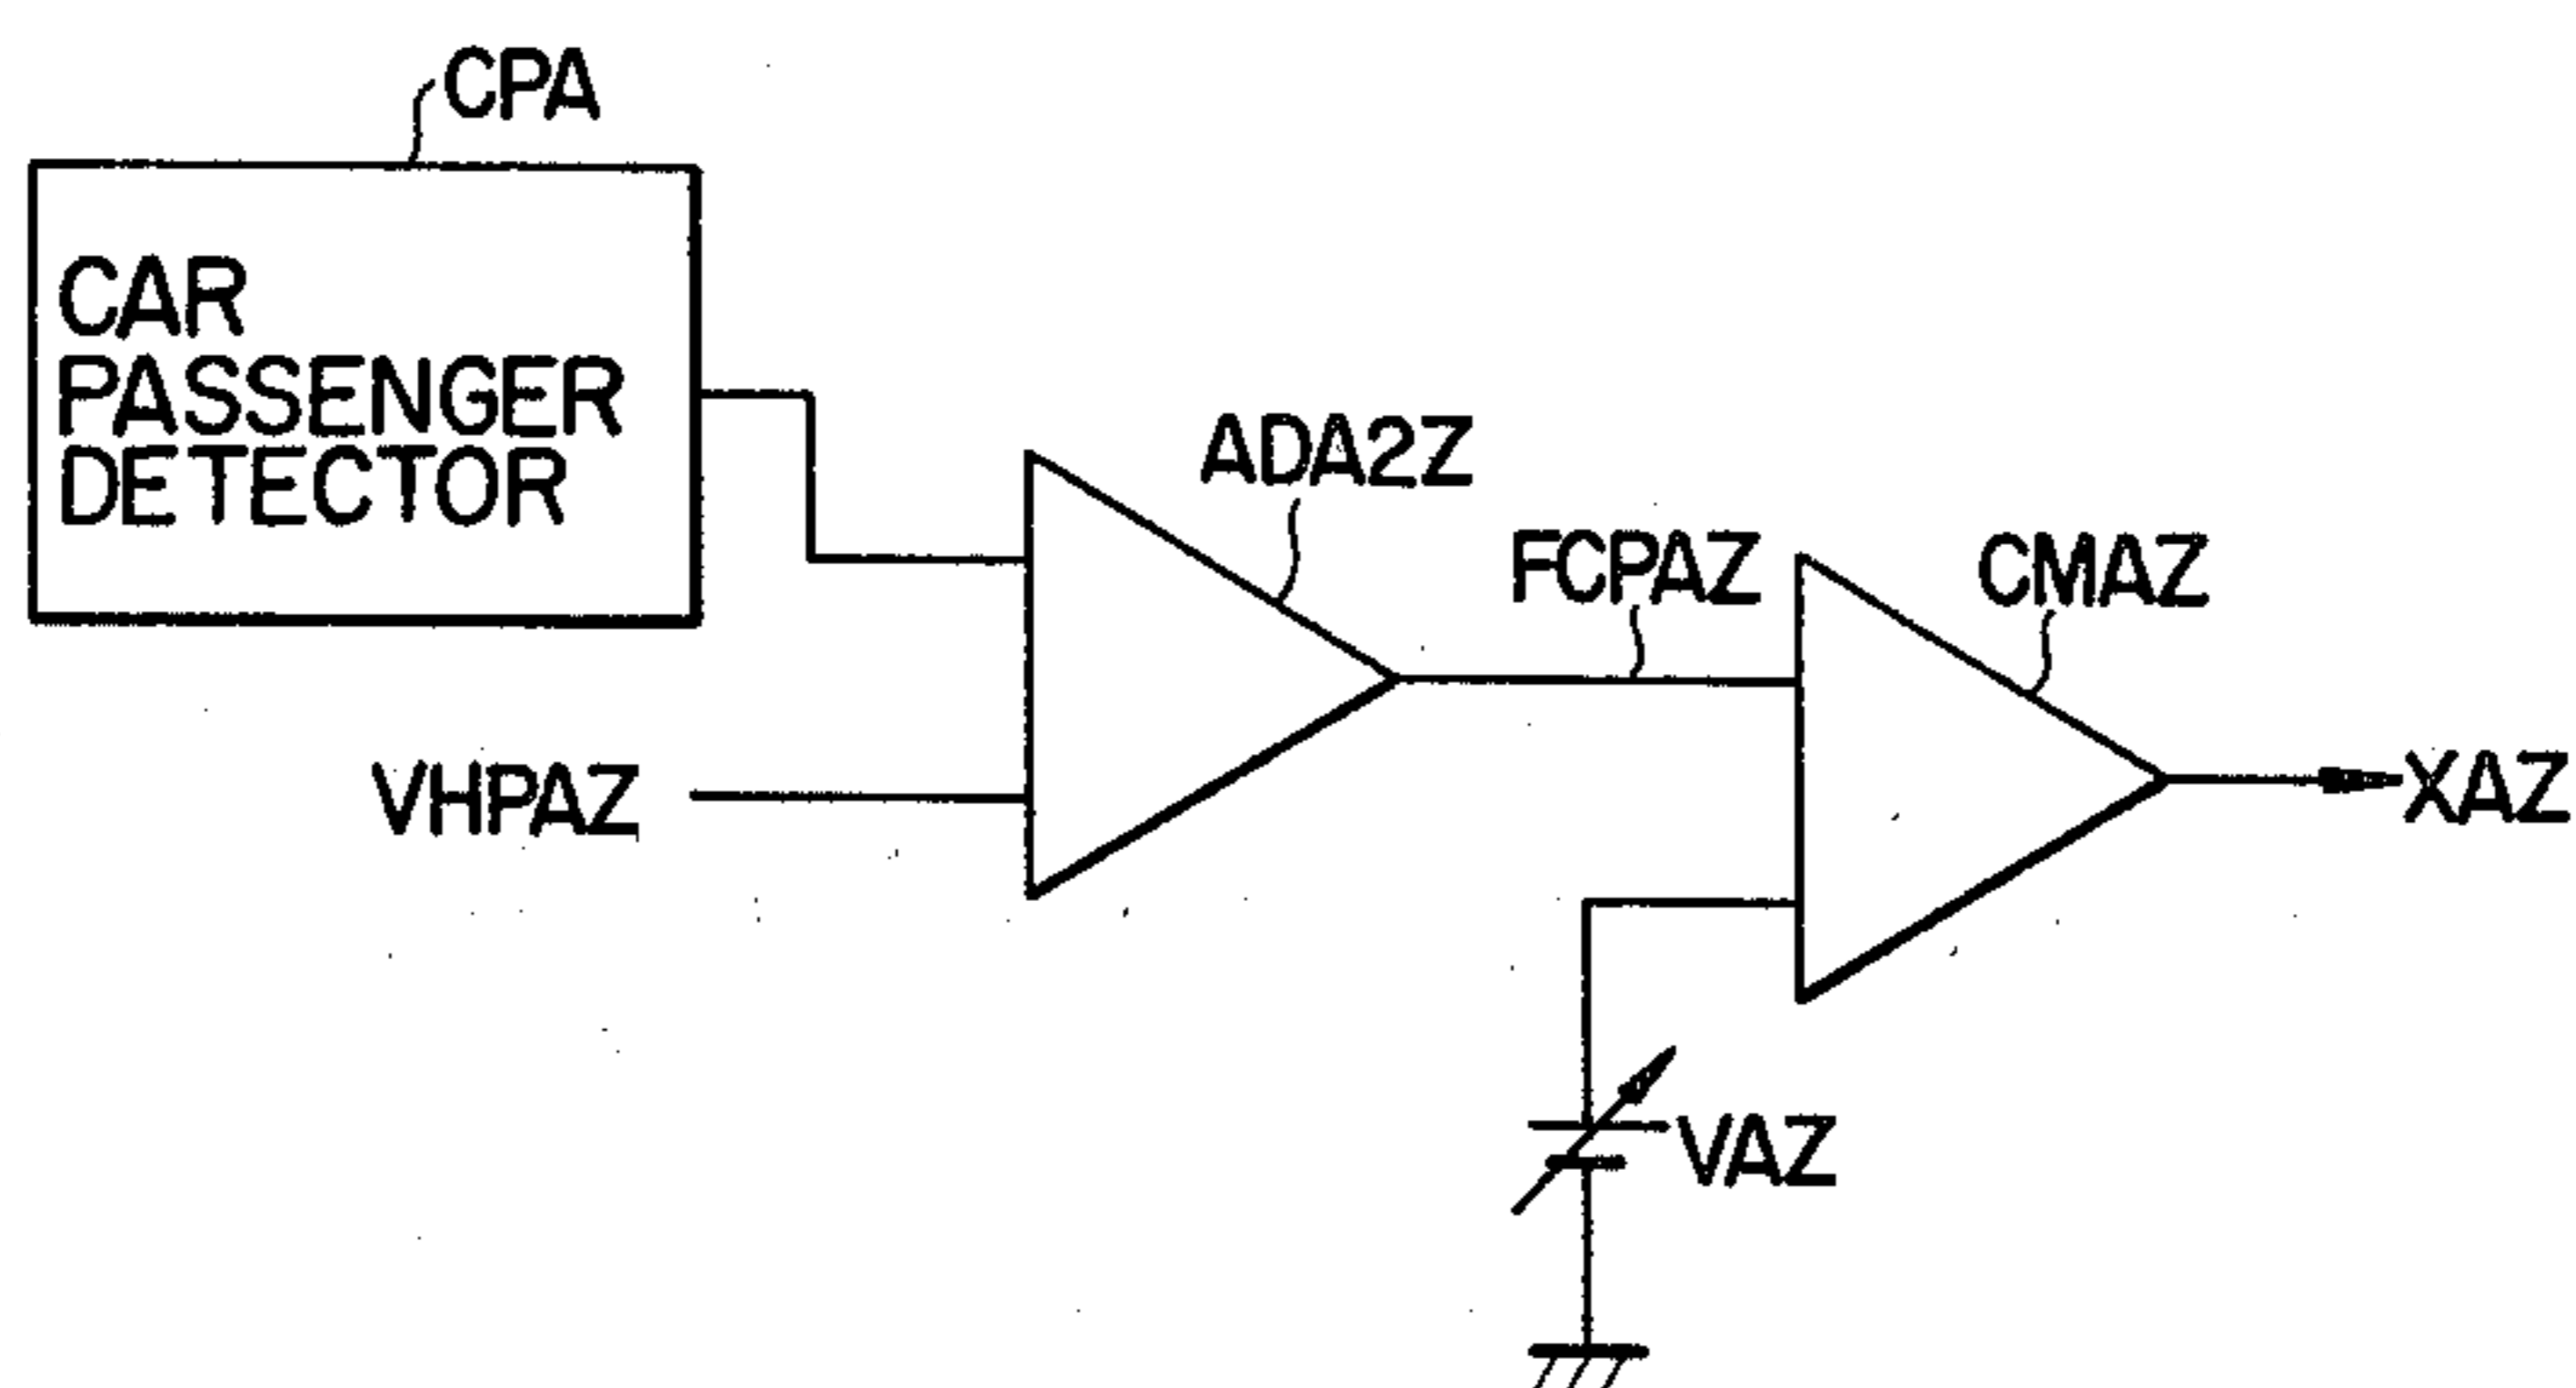 CPA
CAR
PASSENGER
DETECTOR
ADA2Z
FCPAZ
CMAZ
VHPAZ
XAZ
VAZ